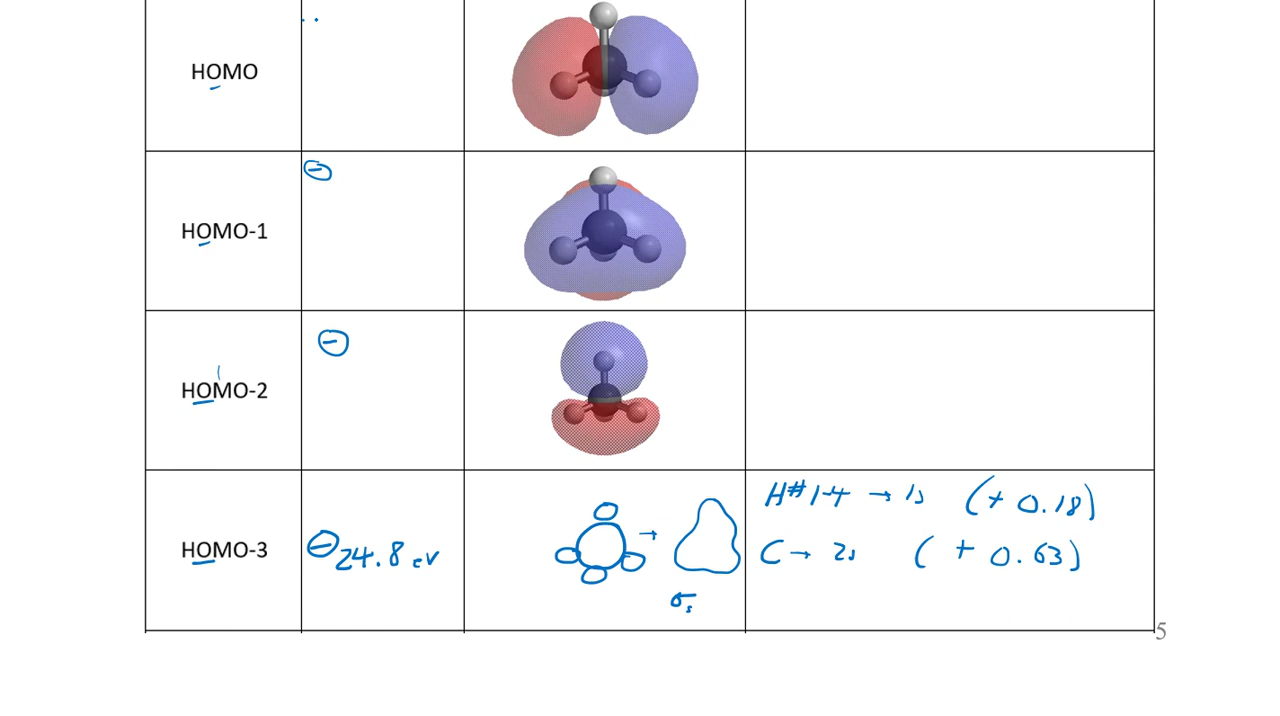 HOMO
⊖
HOMO-1
⊖
HOMO-2
H#1-4 → 1s (+ 0.18)
HOMO-3
⊖24.8 eV
→
C → 2s ( + 0.63)
σs
5